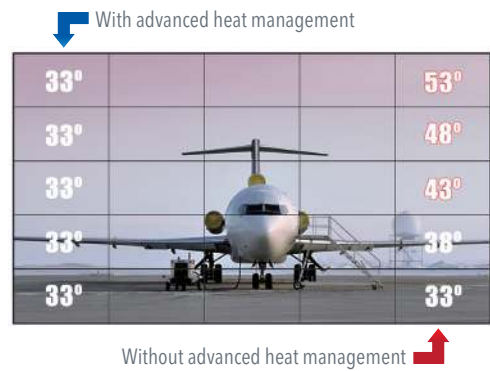 With advanced heat management
33° 53°
33° 48°
33° 43°
33° 38°
33° 33°
Without advanced heat management